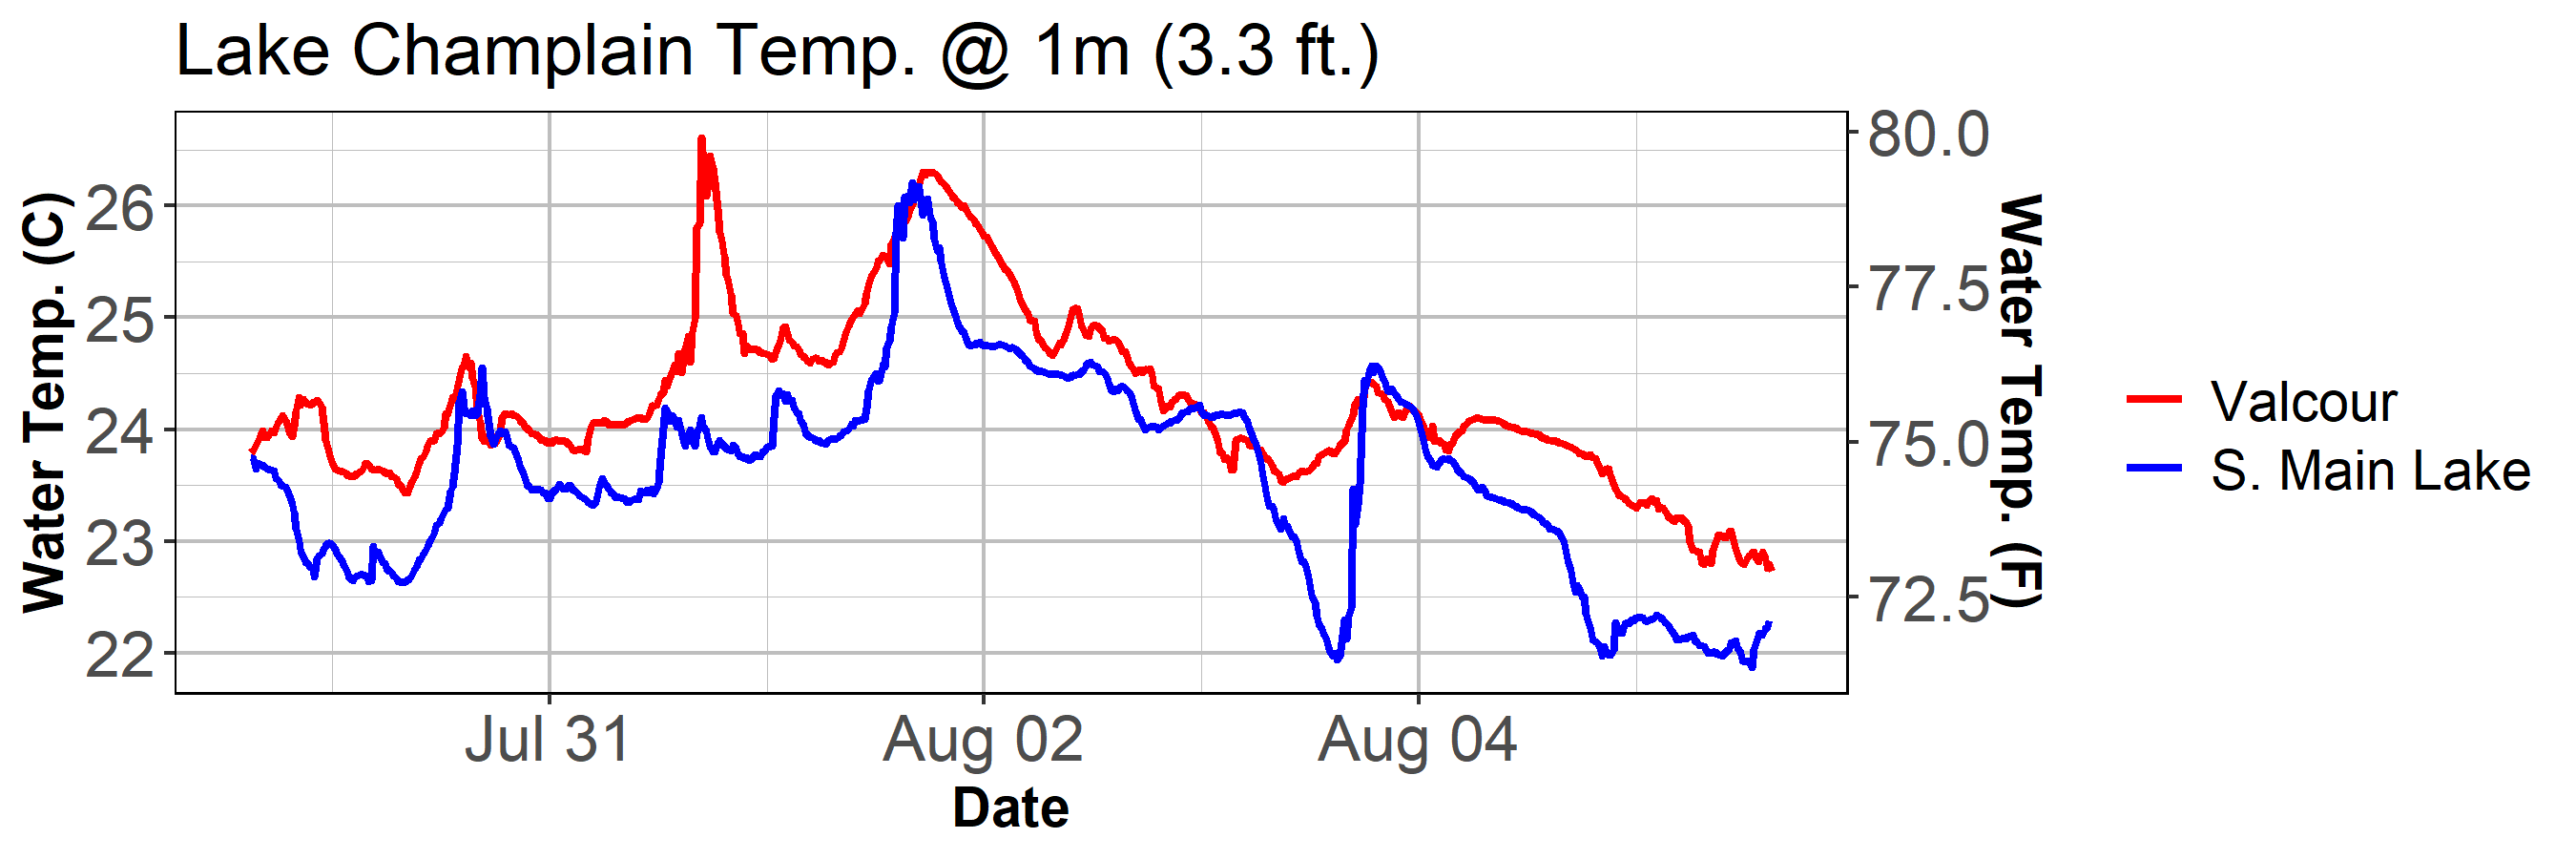 Lake Champlain Temp. @ 1m (3.3 ft.)
Water Temp. (C)
26
25
24
23
22
80.0
77.5
75.0
72.5
Water Temp. (F)
Jul 31
Aug 02
Aug 04
Date
Valcour
S. Main Lake